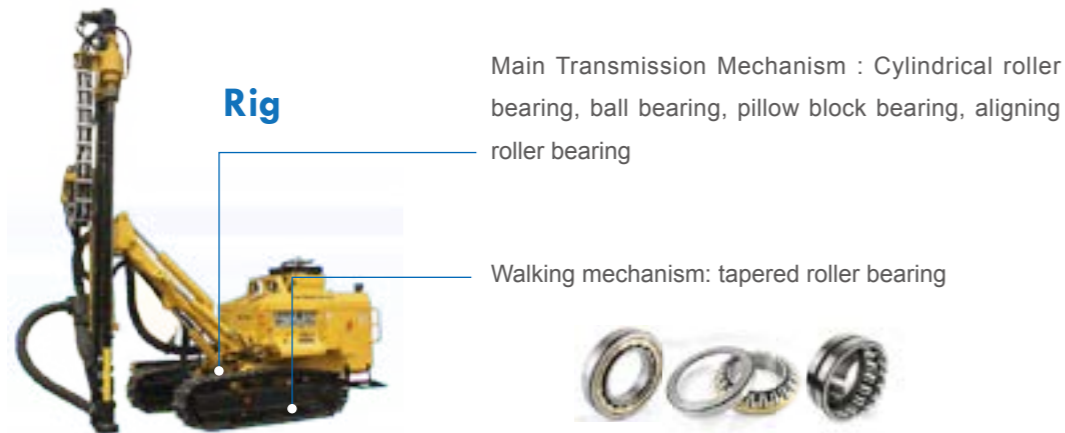 Rig
Main Transmission Mechanism : Cylindrical roller
bearing, ball bearing, pillow block bearing, aligning
roller bearing
Walking mechanism: tapered roller bearing